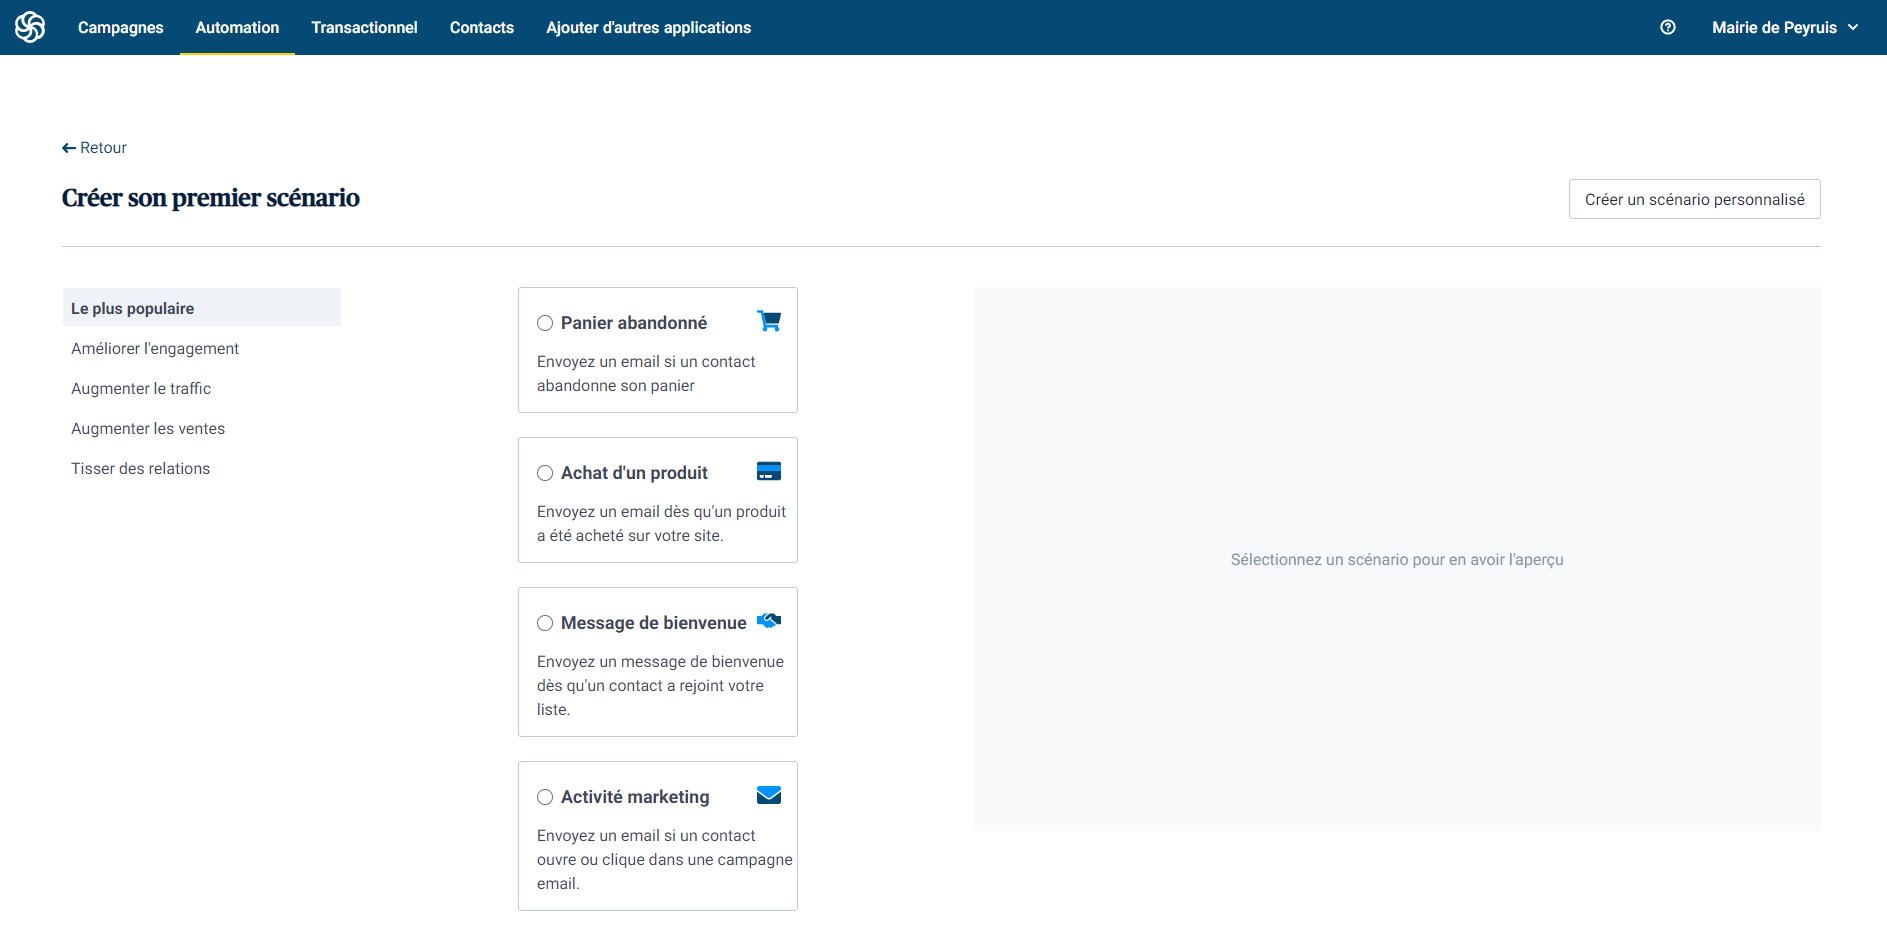 Campagnes Automation Transactionnel Contacts Ajouter d'autres applications Mairie de Peyruis
Retour
Créer son premier scénario
Créer un scénario personnalisé
Le plus populaire
Améliorer l'engagement
Augmenter le traffic
Augmenter les ventes
Tisser des relations
Panier abandonné
Envoyez un email si un contact
abandonne son panier
Achat d'un produit
Envoyez un email dès qu'un produit
a été acheté sur votre site.
Message de bienvenue
Envoyez un message de bienvenue
dès qu'un contact a rejoint votre
liste.
Activité marketing
Envoyez un email si un contact
ouvre ou clique dans une campagne
email.
Sélectionnez un scénario pour en avoir l'aperçu